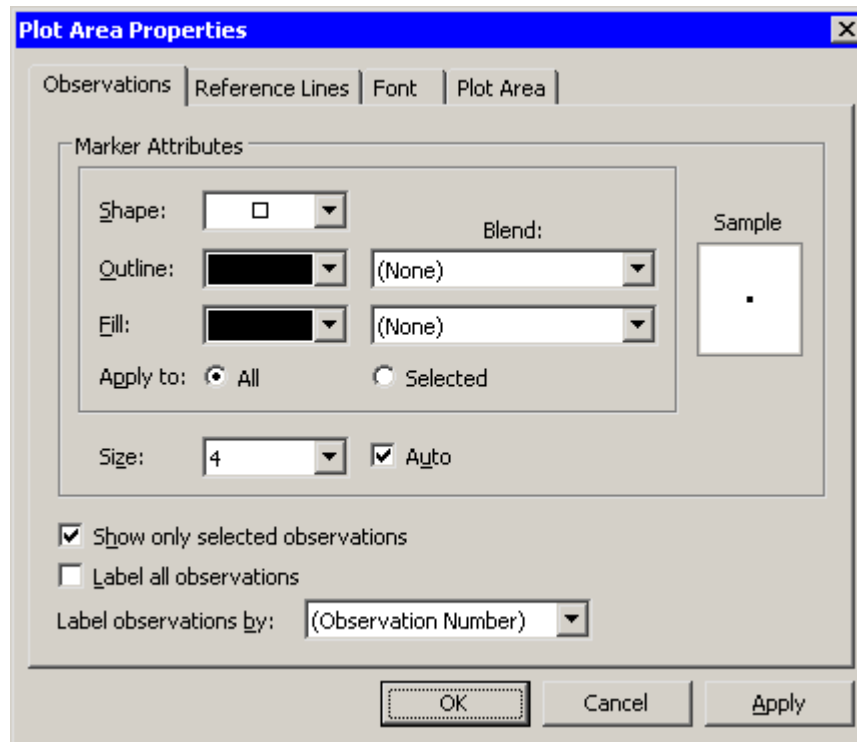 Plot Area Properties
Observations Reference Lines Font Plot Area
Marker Attributes
Shape:
Blend:
Sample
Outline: (None)
Fill: (None)
Apply to: All Selected
Size: 4 Auto
Show only selected observations
Label all observations
Label observations by: (Observation Number)
OK Cancel Apply